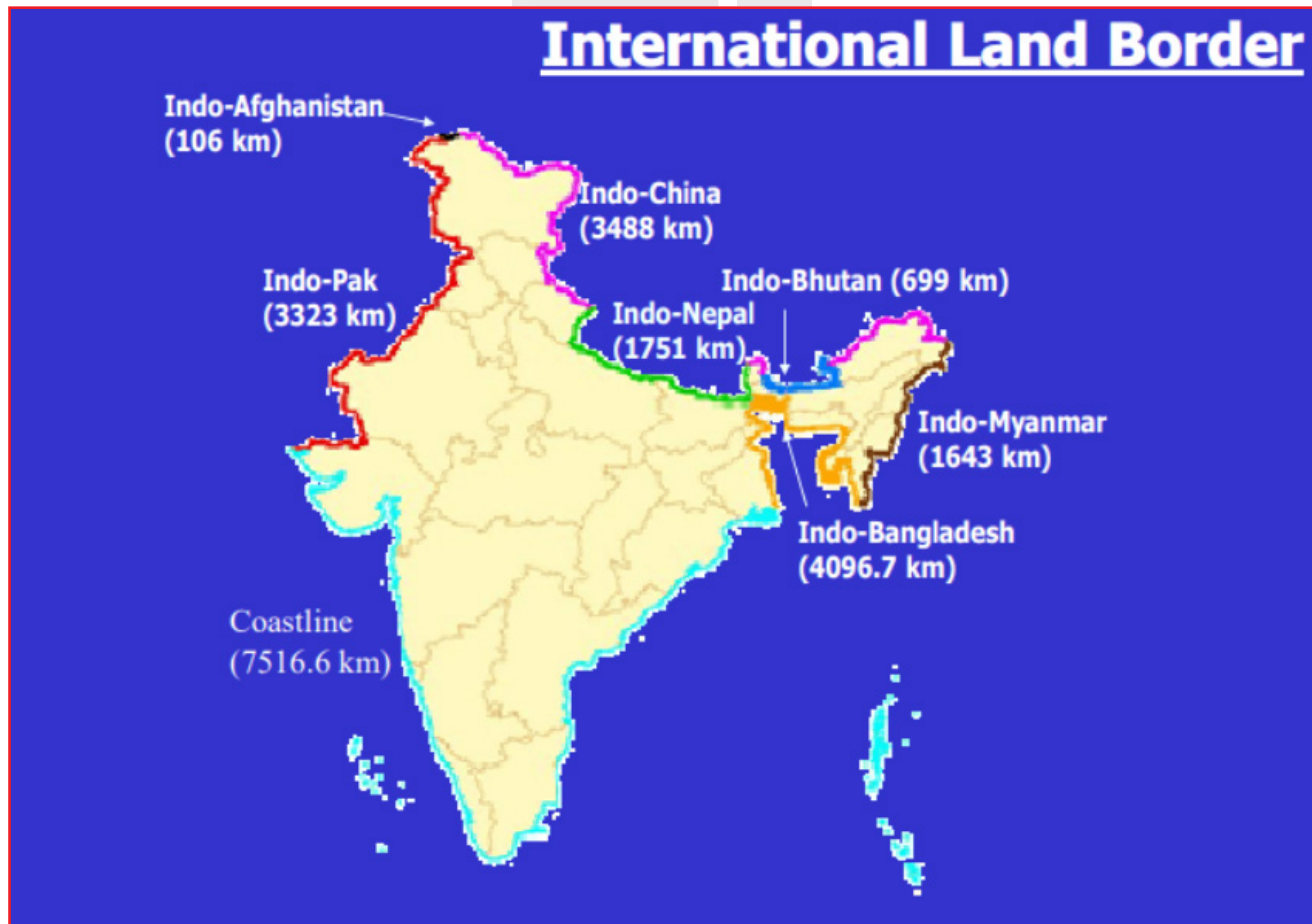 International Land Border
Indo-Afghanistan
(106 km)
Indo-China
(3488 km)
Indo-Pak
(3323 km)
Indo-Bhutan (699 km)
Indo-Nepal
(1751 km)
Indo-Myanmar
(1643 km)
Indo-Bangladesh
(4096.7 km)
Coastline
(7516.6 km)